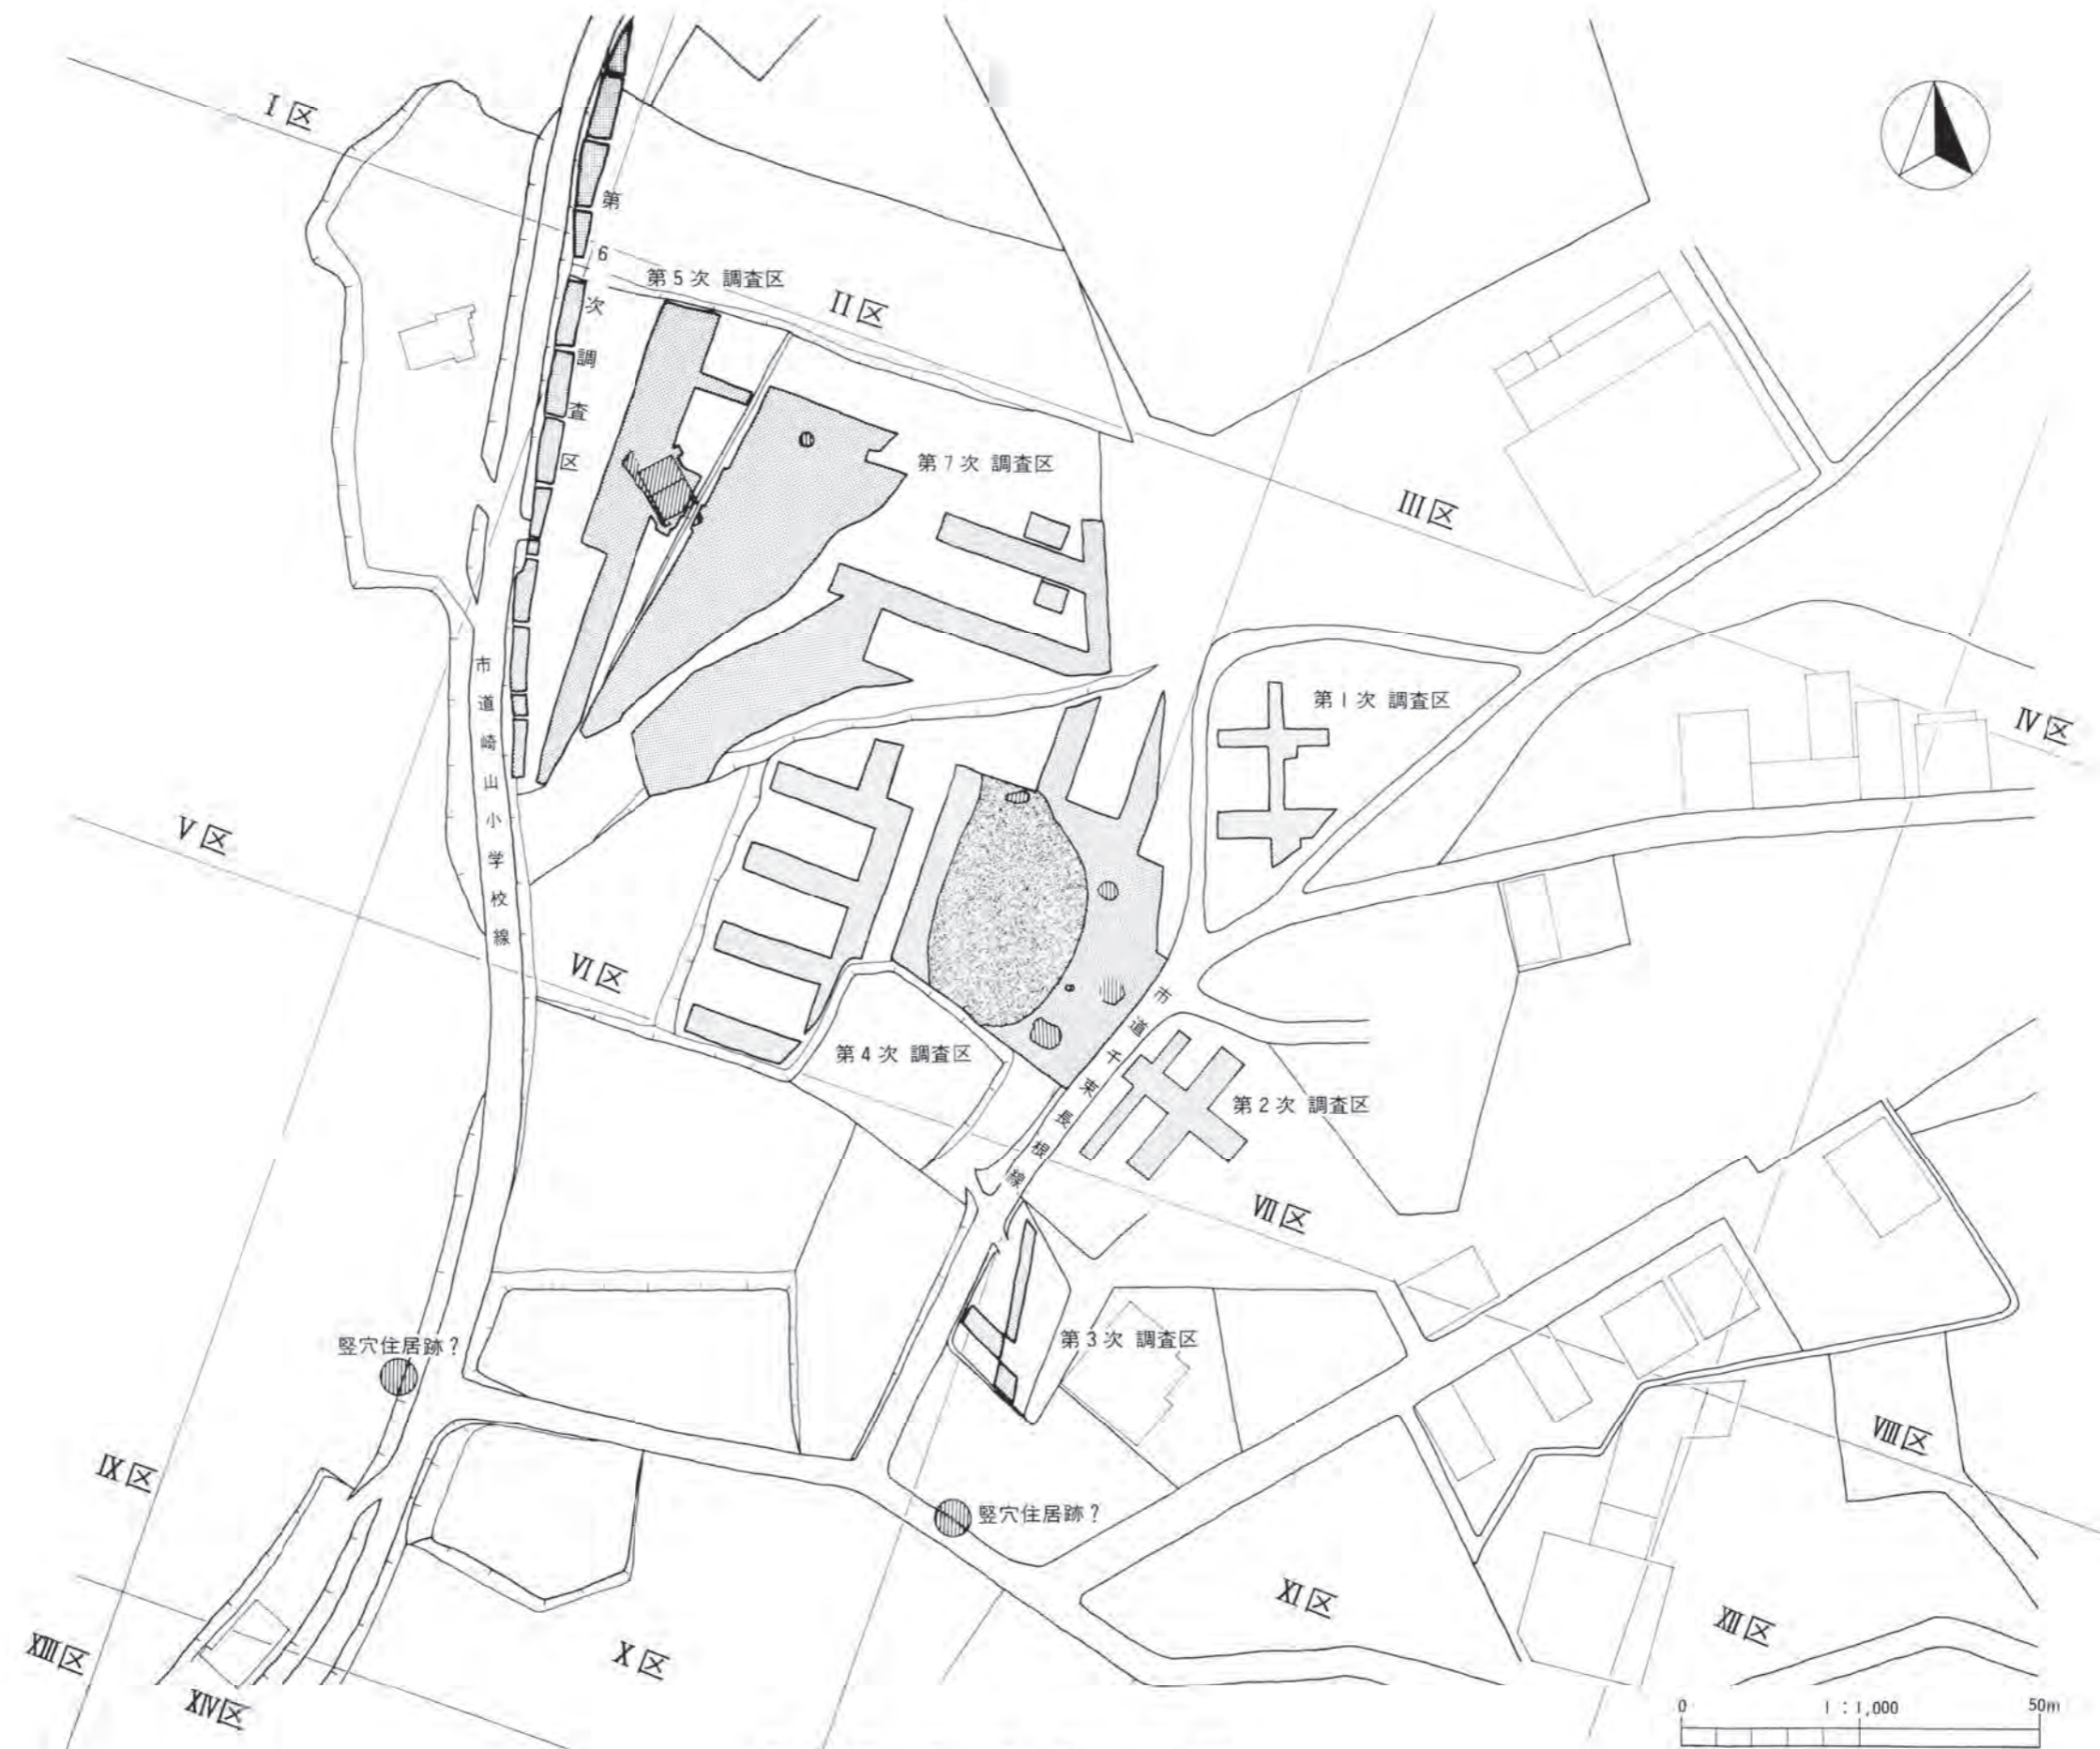 I区
第6次調査区
第5次 調査区
II区
第7次 調査区
III区
第1次 調査区
IV区
市道崎山小学校線
V区
VI区
第4次 調査区
市道千束長根線
第2次 調査区
VII区
竪穴住居跡?
第3次 調査区
VIII区
IX区
竪穴住居跡?
XI区
XII区
XIII区
X区
XIV区
0 1:1,000 50m